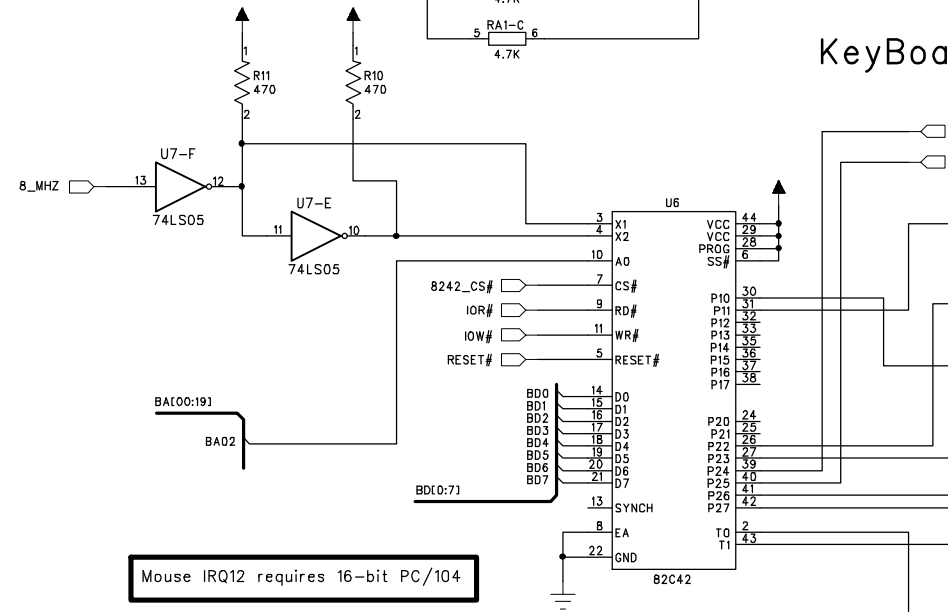 4.7K
RA1-C
5 6
4.7K
KeyBoa
1 1
R11 R10
470 470
2 2
U7-F
8_MHZ 13 12
74LS05
U7-E
11 10
74LS05
U6
3 X1 VCC 44
4 X2 VCC 29
PROG 28
10 A0 SS# 6
8242_CS# 7 CS#
P10 30
IOR# 9 RD# P11 31
P12 32
IOW# 11 WR# P13 33
P14 35
RESET# 5 RESET# P15 36
P16 37
P17 38
BA[00:19]
BD0 14 D0
BD1 15 D1
BD2 16 D2 P20 24
BD3 17 D3 P21 25
BA02 BD4 18 D4 P22 26
BD5 19 D5 P23 27
BD6 20 D6 P24 39
BD7 21 D7 P25 40
BD[0:7] P26 41
13 SYNCH P27 42
8 EA T0 2
T1 43
22 GND
82C42
Mouse IRQ12 requires 16-bit PC/104